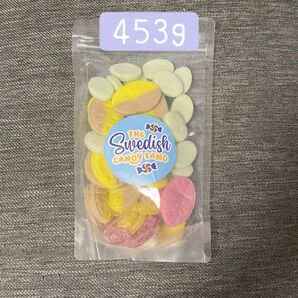 453g
THE
Swedish
CANDY LAND